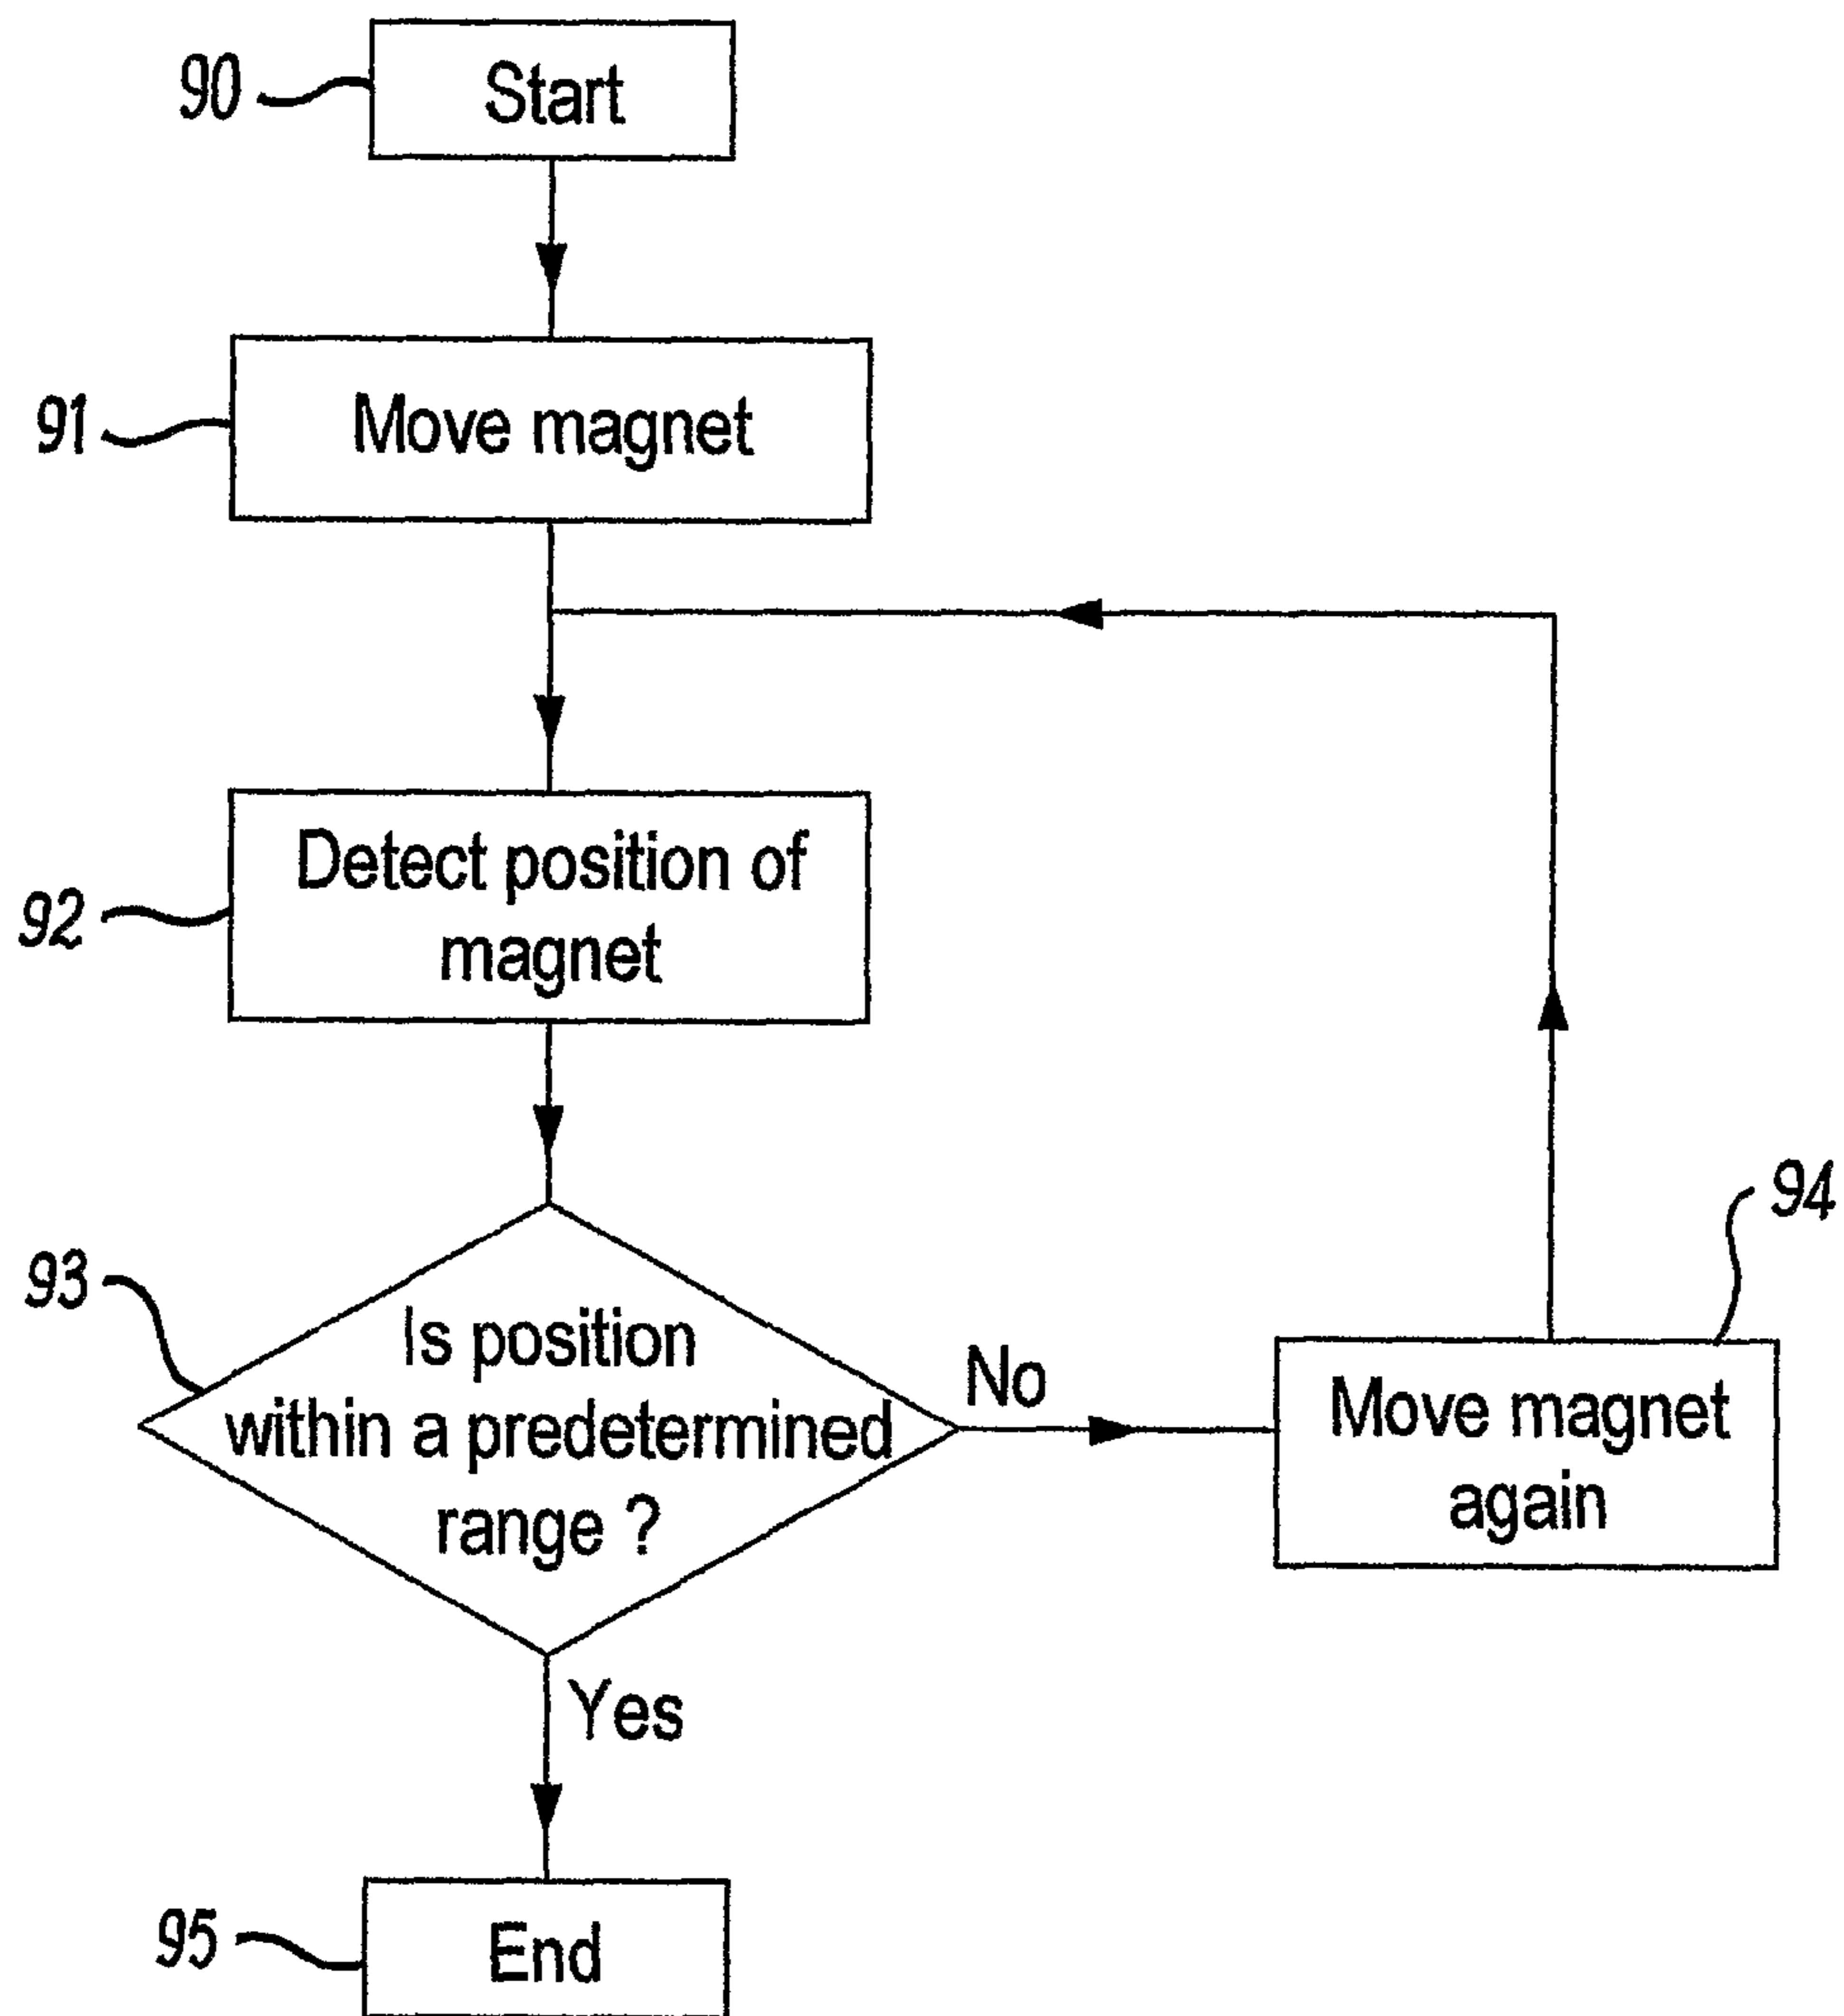 90
Start
91
Move magnet
92
Detect position of
magnet
93
Is position
within a predetermined
range ?
No
94
Move magnet
again
Yes
95
End